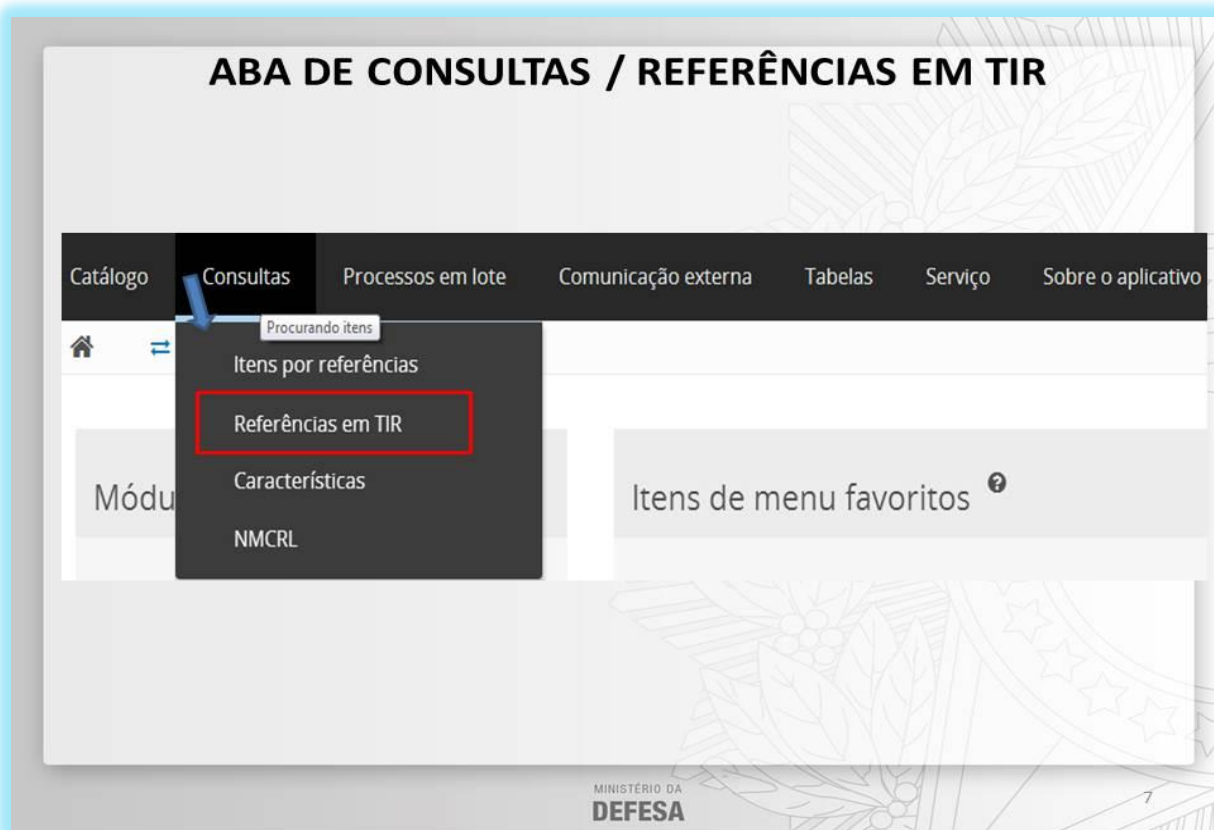 ABA DE CONSULTAS / REFERÊNCIAS EM TIR
Catálogo Consultas Processos em lote Comunicação externa Tabelas Serviço Sobre o aplicativo
Procurando itens
Itens por referências
Referências em TIR
Características
NMCRL
Módu
Itens de menu favoritos
MINISTÉRIO DA
DEFESA
7